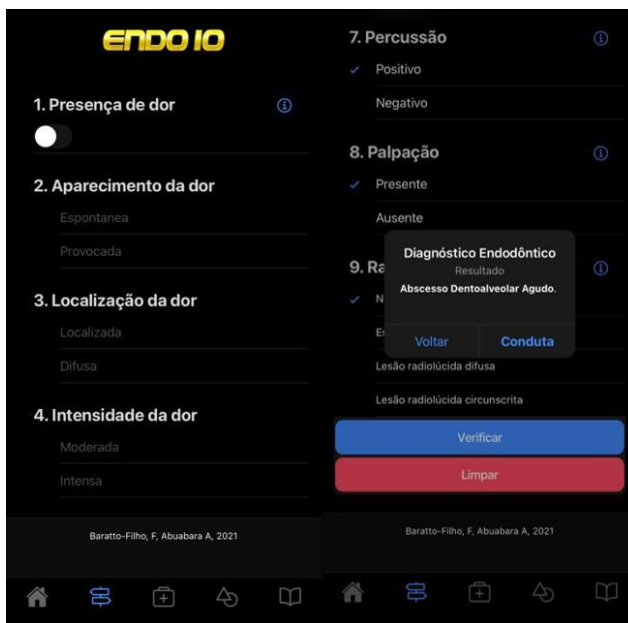 ENDO 10
1. Presença de dor
2. Aparecimento da dor
Espontanea
Provocada
3. Localização da dor
Localizada
Difusa
4. Intensidade da dor
Moderada
Intensa
Baratto-Filho, F, Abuabara A, 2021
7. Percussão
Positivo
Negativo
8. Palpação
Presente
Ausente
9. Ra
Diagnóstico Endodôntico
Resultado
Abscesso Dentoalveolar Agudo.
Voltar
Conduta
Lesão radiolúcida difusa
Lesão radiolúcida circunscrita
Verificar
Limpar
Baratto-Filho, F, Abuabara A, 2021